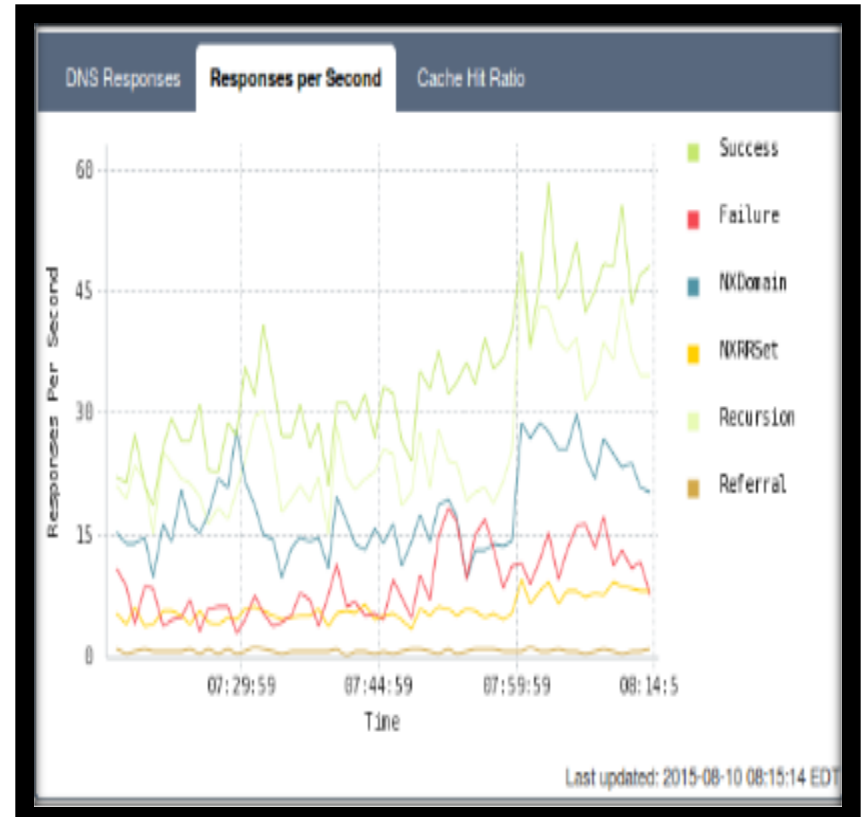 DNS Responses Responses per Second Cache Hit Ratio
Success
Failure
NXDomain
NXRRSet
Recursion
Referral
Responses Per Second
60
45
30
15
0
07:29:59 07:44:59 07:59:59 08:14:5
Time
Last updated: 2015-08-10 08:15:14 EDT